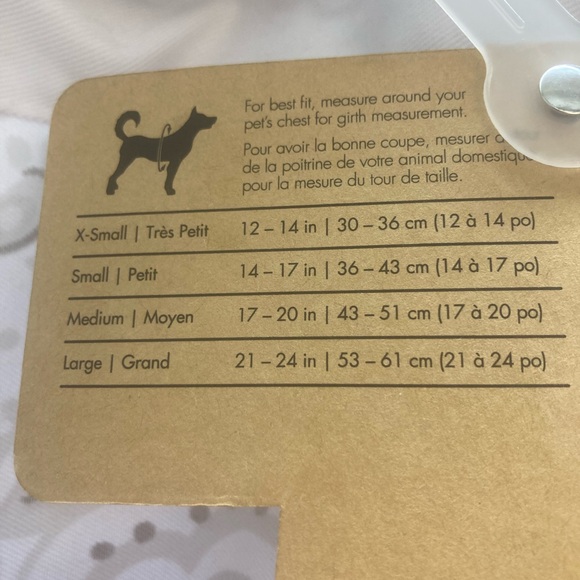 For best fit, measure around your
pet's chest for girth measurement.
Pour avoir la bonne coupe, mesurer
de la poitrine de votre animal domestique
pour la mesure du tour de taille.
X-Small | Très Petit 12 – 14 in | 30 – 36 cm (12 à 14 po)
Small | Petit 14 – 17 in | 36 – 43 cm (14 à 17 po)
Medium | Moyen 17 – 20 in | 43 – 51 cm (17 à 20 po)
Large | Grand 21 – 24 in | 53 – 61 cm (21 à 24 po)